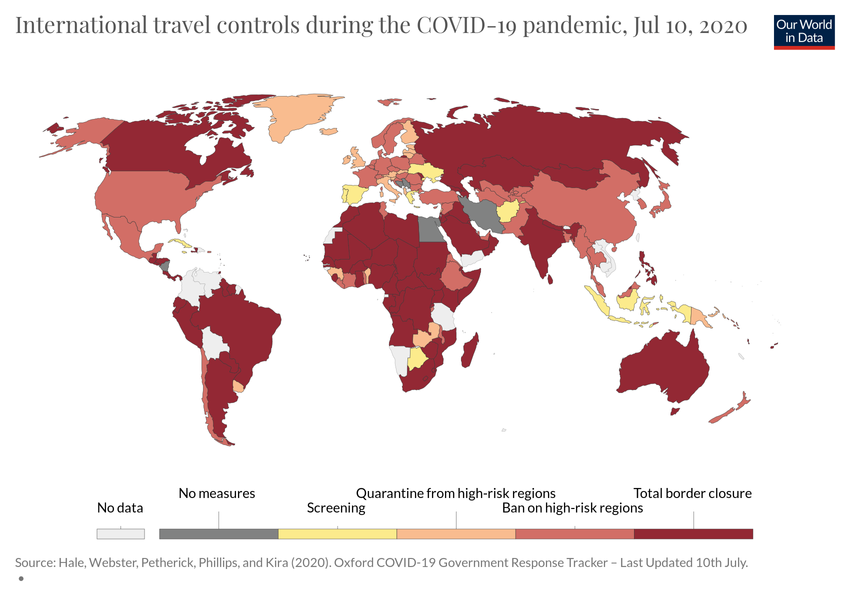 International travel controls during the COVID-19 pandemic, Jul 10, 2020
Our World
in Data
No data
No measures
Screening
Quarantine from high-risk regions
Ban on high-risk regions
Total border closure
Source: Hale, Webster, Petherick, Phillips, and Kira (2020). Oxford COVID-19 Government Response Tracker – Last Updated 10th July.
•